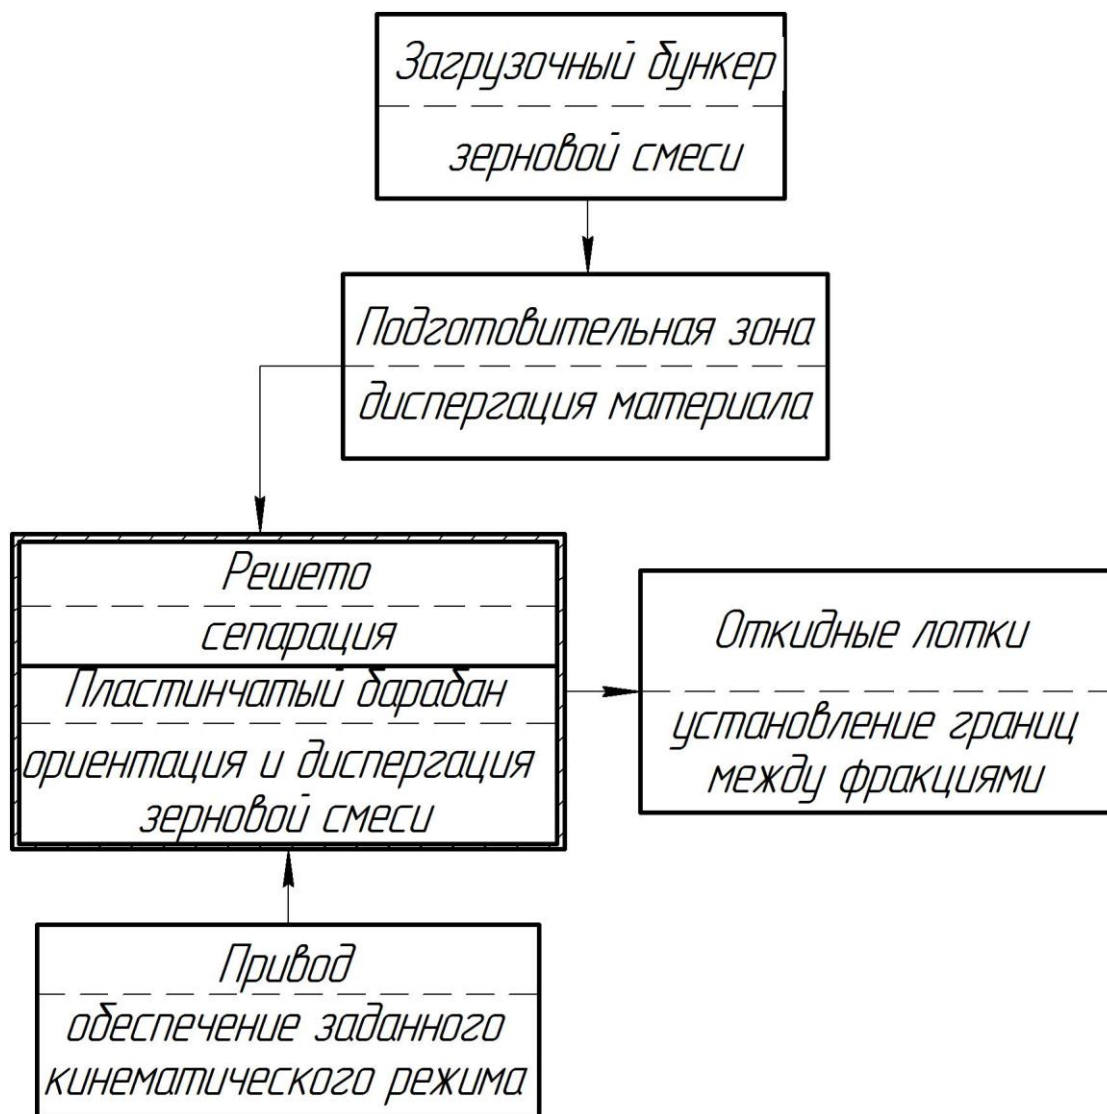 Загрузочный бункер
зерновой смеси
Подготовительная зона
диспергация материала
Решето
сепарация
Пластинчатый барабан
ориентация и диспергация
зерновой смеси
Откидные лотки
установление границ
между фракциями
Привод
обеспечение заданного
кинематического режима